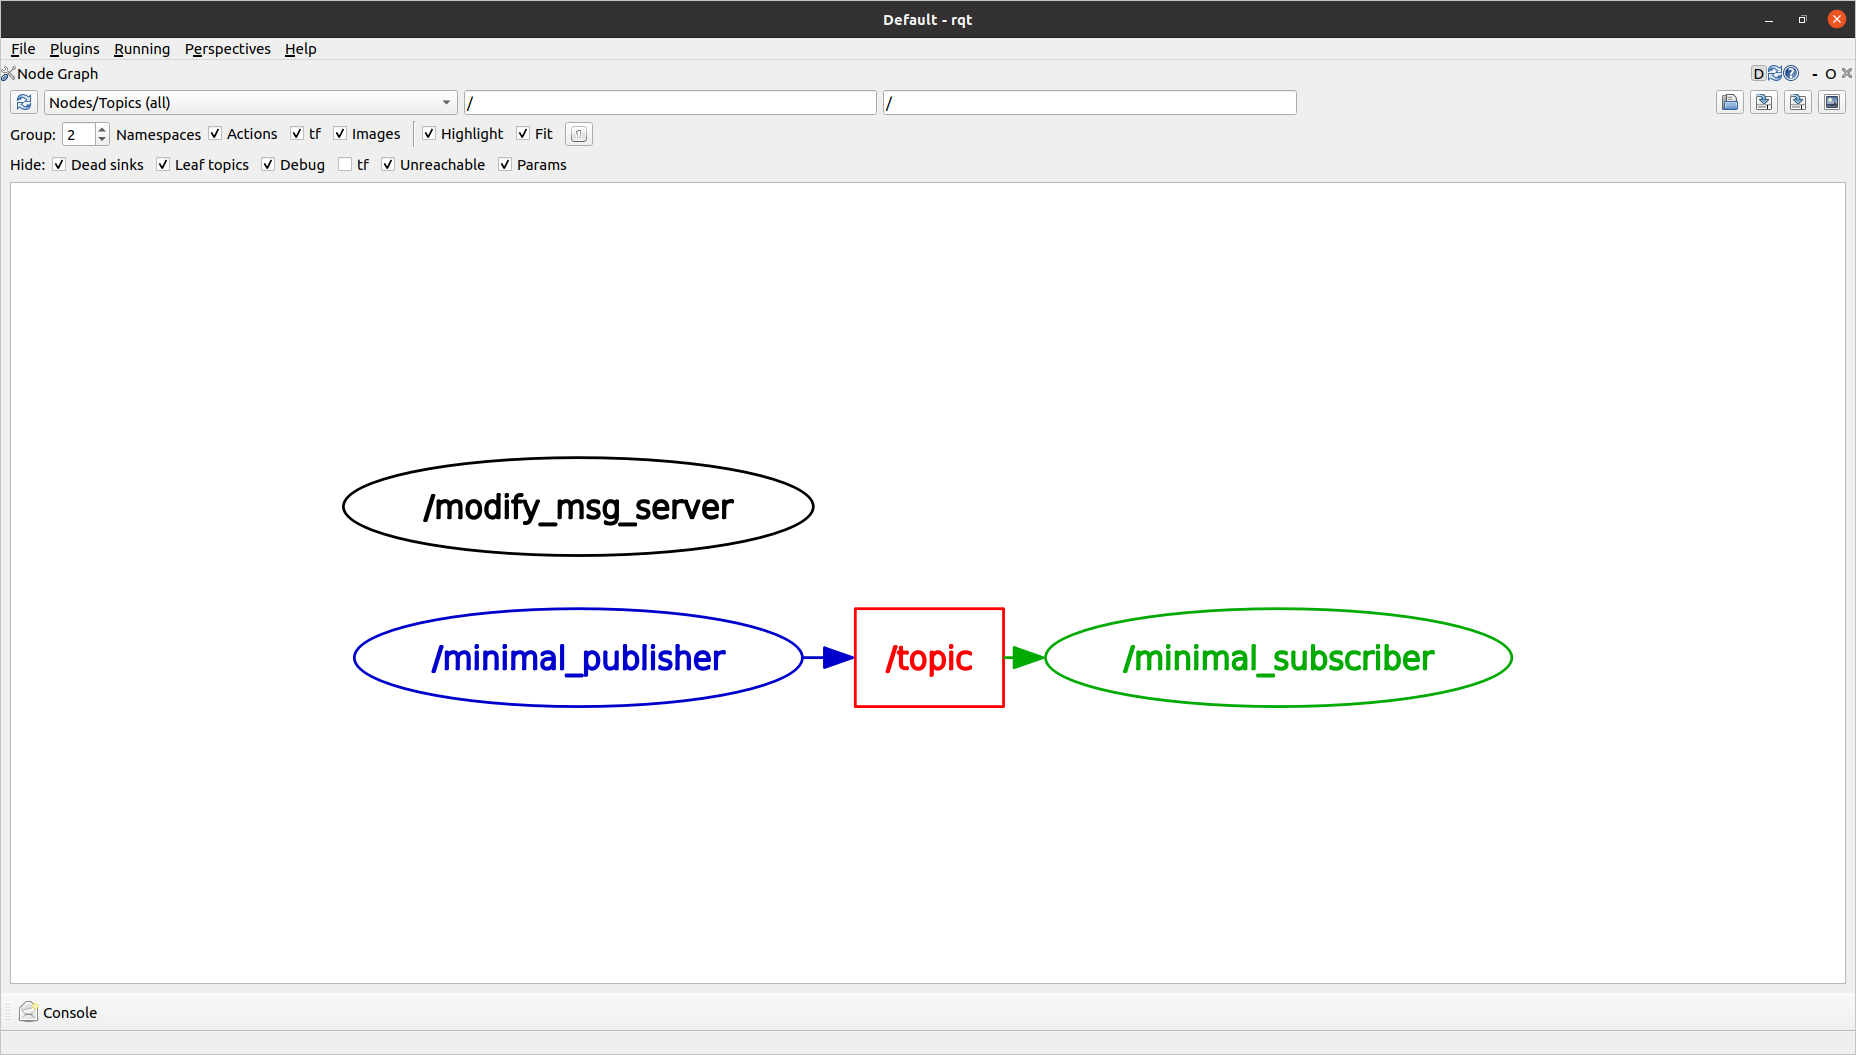 Default - rqt
File Plugins Running Perspectives Help
Node Graph D - O
Nodes/Topics (all) / /
Group: 2 Namespaces Actions tf Images Highlight Fit
Hide: Dead sinks Leaf topics Debug tf Unreachable Params
/modify_msg_server
/minimal_publisher /topic /minimal_subscriber
Console